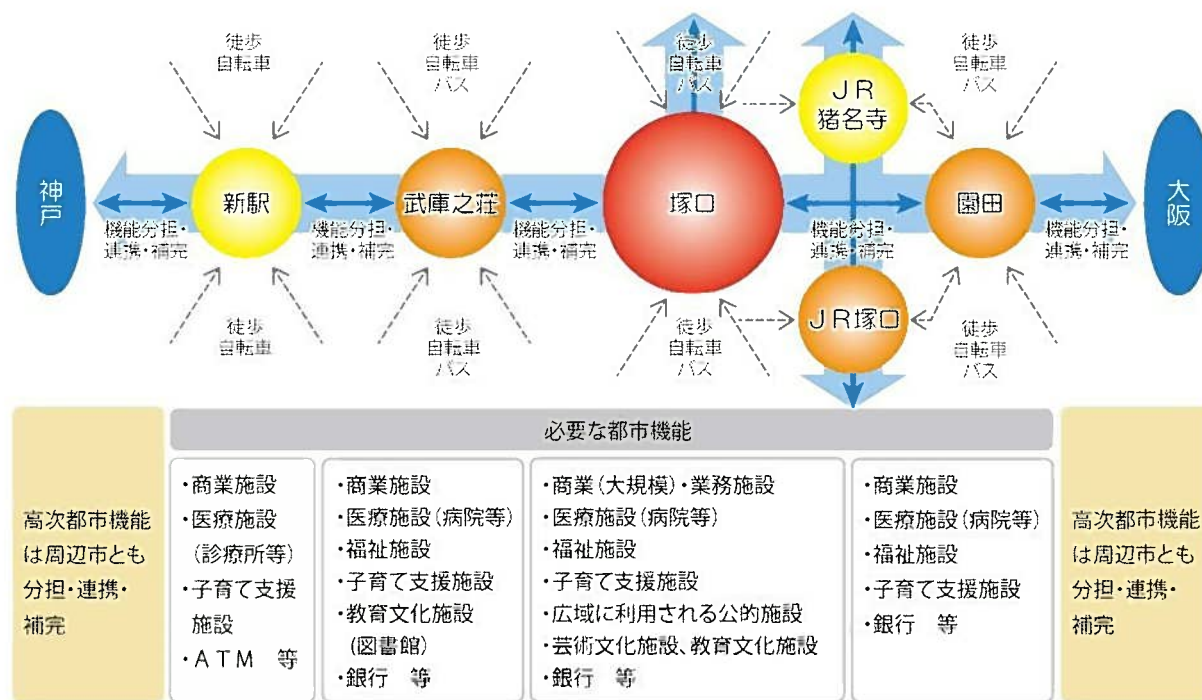 徒歩
自転車
徒歩
自転車
バス
徒歩
自転車
バス
徒歩
自転車
バス
JR
猪名寺
神戸
新駅
武庫之荘
塚口
園田
大阪
機能分担・
連携・補完
機能分担・
連携・補完
機能分担・
連携・補完
機能分担・
連携・補完
機能分担・
連携・補完
JR塚口
徒歩
自転車
徒歩
自転車
バス
徒歩
自転車
バス
徒歩
自転車
バス
必要な都市機能
高次都市機能
は周辺市とも
分担・連携・
補完
・商業施設
・医療施設
(診療所等)
・子育て支援
施設
・ATM 等
・商業施設
・医療施設(病院等)
・福祉施設
・子育て支援施設
・教育文化施設
(図書館)
・銀行 等
・商業(大規模)・業務施設
・医療施設(病院等)
・福祉施設
・子育て支援施設
・広域に利用される公的施設
・芸術文化施設、教育文化施設
・銀行 等
・商業施設
・医療施設(病院等)
・福祉施設
・子育て支援施設
・銀行 等
高次都市機能
は周辺市とも
分担・連携・
補完